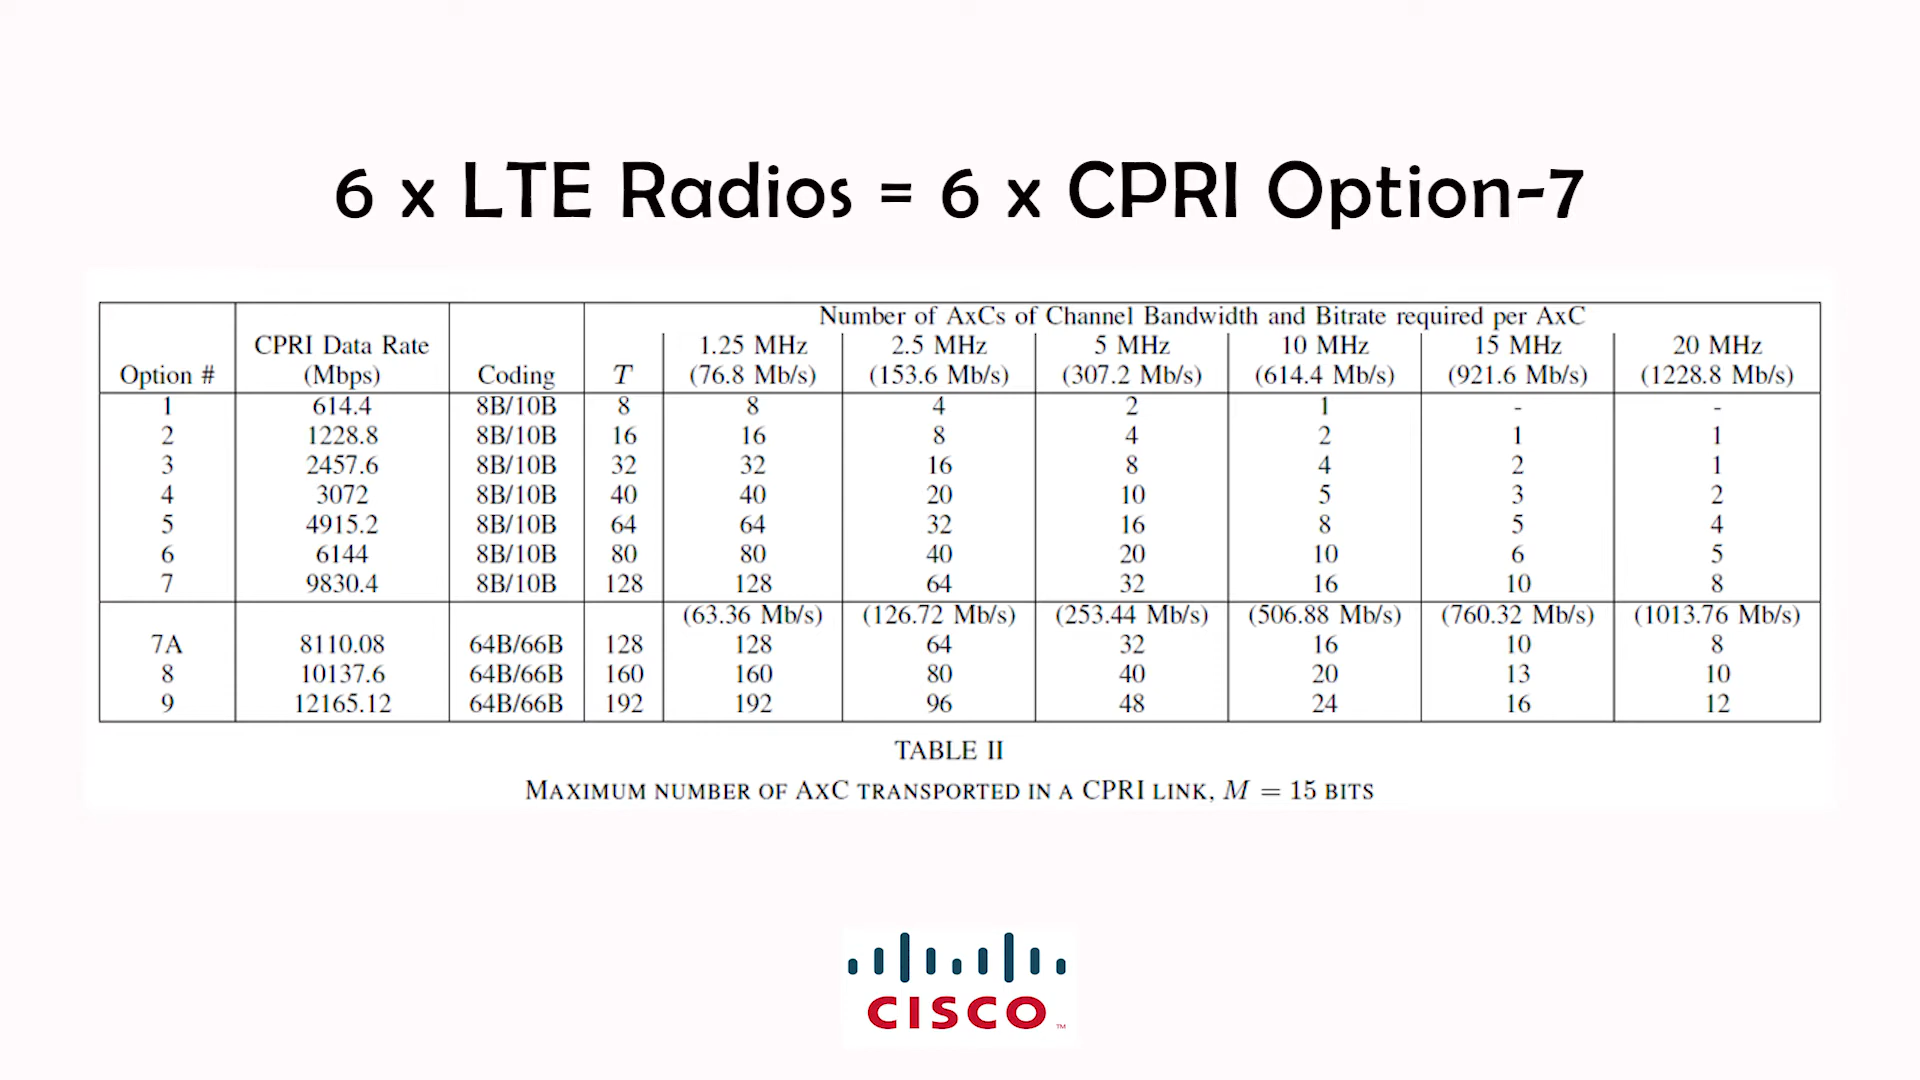 6 x LTE Radios = 6 x CPRI Option-7
Number of AxCs of Channel Bandwidth and Bitrate required per AxC
CPRI Data Rate 1.25 MHz 2.5 MHz 5 MHz 10 MHz 15 MHz 20 MHz
Option # (Mbps) Coding T (76.8 Mb/s) (153.6 Mb/s) (307.2 Mb/s) (614.4 Mb/s) (921.6 Mb/s) (1228.8 Mb/s)
1 614.4 8B/10B 8 8 4 2 1 - -
2 1228.8 8B/10B 16 16 8 4 2 1 1
3 2457.6 8B/10B 32 32 16 8 4 2 1
4 3072 8B/10B 40 40 20 10 5 3 2
5 4915.2 8B/10B 64 64 32 16 8 5 4
6 6144 8B/10B 80 80 40 20 10 6 5
7 9830.4 8B/10B 128 128 64 32 16 10 8
(63.36 Mb/s) (126.72 Mb/s) (253.44 Mb/s) (506.88 Mb/s) (760.32 Mb/s) (1013.76 Mb/s)
7A 8110.08 64B/66B 128 128 64 32 16 10 8
8 10137.6 64B/66B 160 160 80 40 20 13 10
9 12165.12 64B/66B 192 192 96 48 24 16 12
TABLE II
MAXIMUM NUMBER OF AXC TRANSPORTED IN A CPRI LINK, M = 15 BITS
CISCO™